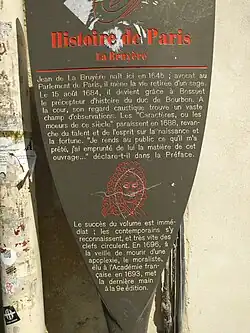 Histoire de Paris
La Bruyère
Jean de La Bruyère naît ici en 1645 ; avocat au
Parlement de Paris, il mène la vie retirée d'un sage.
Le 15 août 1684, il devient grâce à Bossuet
le précepteur d'histoire du duc de Bourbon. A
la cour, son regard caustique trouve un vaste
champ d'observations. Les "Caractères, ou les
mœurs de ce siècle" paraissent en 1688, revan-
che du talent et de l'esprit sur la naissance et
la fortune. "Je rends au public ce qu'il m'a
prêté, j'ai emprunté de lui la matière de cet
ouvrage..." déclare-t-il dans la Préface.
Le succès du volume est immé-
diat ; les contemporains s'y
reconnaissent, et très vite des
clefs circulent. En 1696, à
la veille de mourir d'une
apoplexie, le moraliste,
élu à l'Académie fran-
çaise en 1693, met
la dernière main
à la 9e édition.